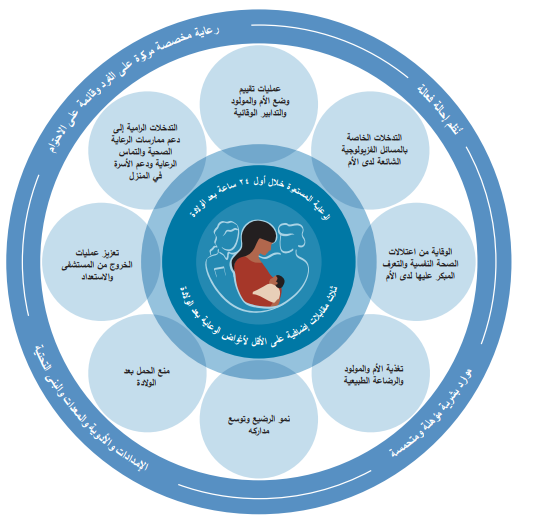 رعاية مخصصة مركزة على الفرد وقائمة على الاحترام
نُظم إحالة فعالة
موارد بشرية مؤهلة ومتحمسة
الإمدادات والأدوية والمعدات والبنى التحتية
عمليات تقييم
وضع الأم والمولود
والتدابير الوقائية
التدخلات الخاصة
بالمسائل الفزيولوجية
الشائعة لدى الأم
الوقاية من اعتلالات
الصحة النفسية والتعرف
المبكر عليها لدى الأم
تغذية الأم والمولود
والرضاعة الطبيعية
نمو الرضيع وتوسع
مداركه
منع الحمل بعد
الولادة
تعزيز عمليات
الخروج من المستشفى
والاستعداد
التدخلات الرامية إلى
دعم ممارسات الرعاية
الصحية والتماس
الرعاية ودعم الأسرة
في المنزل
الرعاية المستمرة خلال أول ٢٤ ساعة بعد الولادة
ثلاث مقابلات إضافية على الأقل لأغراض الرعاية بعد الولادة